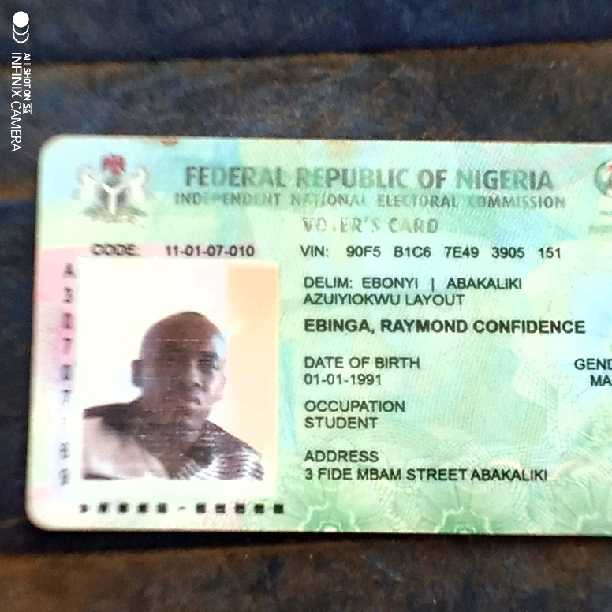 AI SHOT ON S5
INFINIX CAMERA
FEDERAL REPUBLIC OF NIGERIA
INDEPENDENT NATIONAL ELECTORAL COMMISSION
VOTER'S CARD
CODE: 11-01-07-010
VIN: 90F5 B1C6 7E49 3905 151
DELIM: EBONYI | ABAKALIKI
AZUIYIOKWU LAYOUT
EBINGA, RAYMOND CONFIDENCE
DATE OF BIRTH
01-01-1991
GEND
MA
OCCUPATION
STUDENT
ADDRESS
3 FIDE MBAM STREET ABAKALIKI